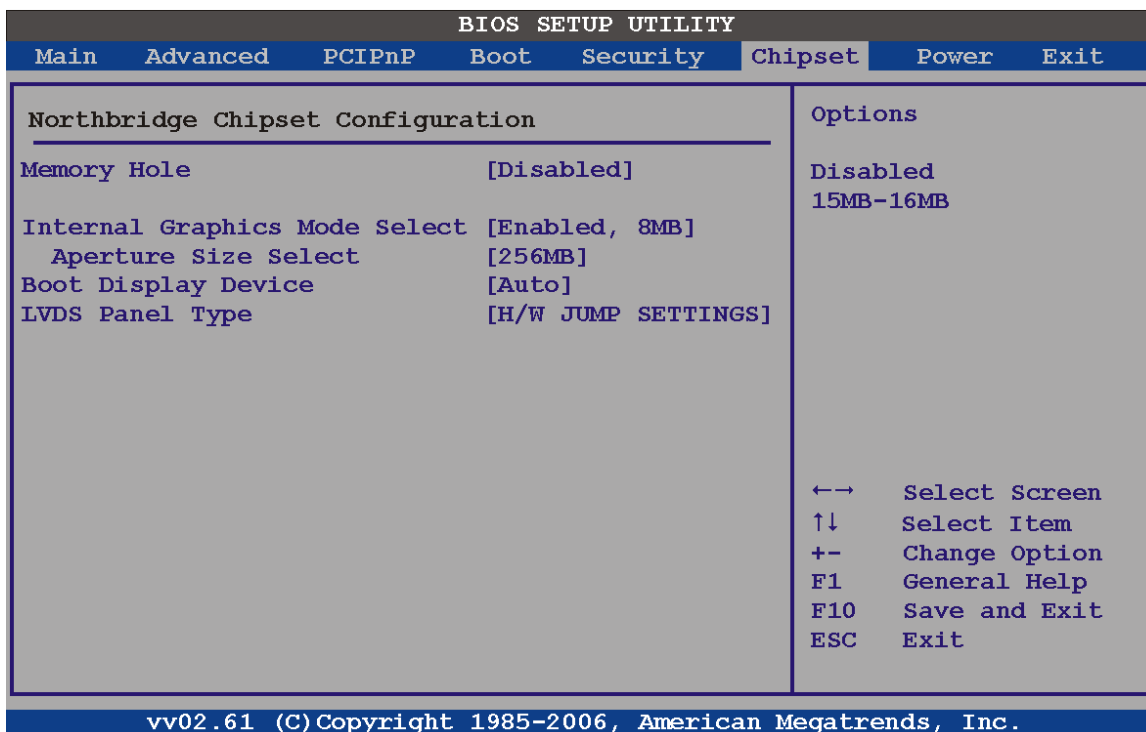 BIOS SETUP UTILITY
Main Advanced PCIPnP Boot Security Chipset Power Exit
Northbridge Chipset Configuration
Memory Hole [Disabled]
Internal Graphics Mode Select [Enabled, 8MB]
Aperture Size Select [256MB]
Boot Display Device [Auto]
LVDS Panel Type [H/W JUMP SETTINGS]
Options
Disabled
15MB-16MB
←→ Select Screen
↑↓ Select Item
+- Change Option
F1 General Help
F10 Save and Exit
ESC Exit
vv02.61 (C)Copyright 1985-2006, American Megatrends, Inc.